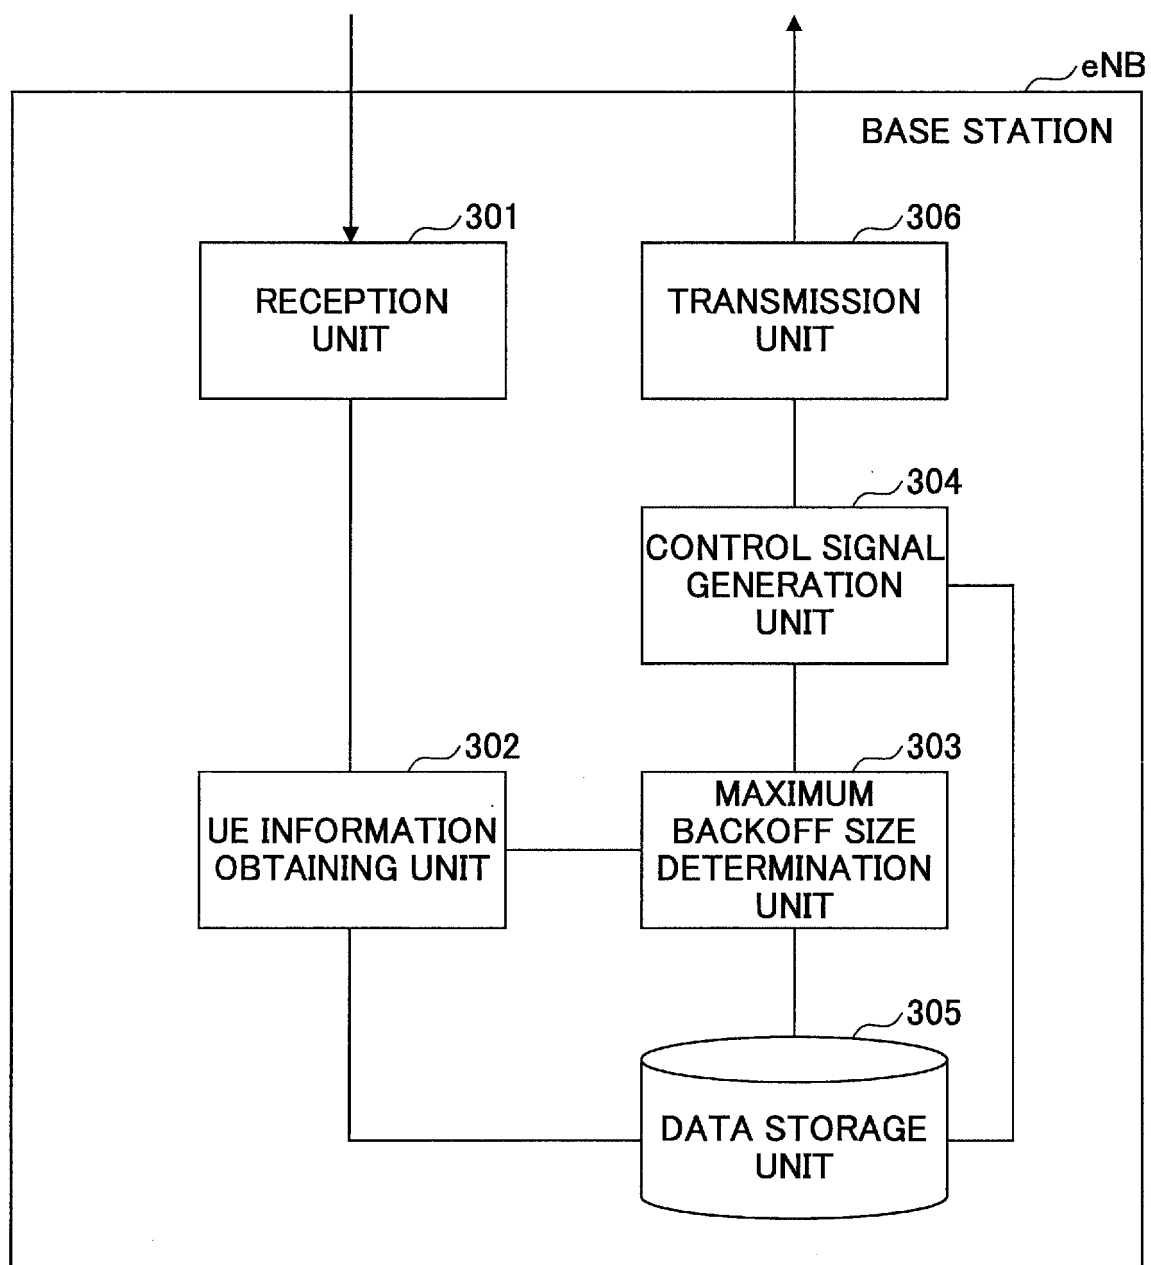 eNB
BASE STATION
301
RECEPTION
UNIT
306
TRANSMISSION
UNIT
304
CONTROL SIGNAL
GENERATION
UNIT
302
UE INFORMATION
OBTAINING UNIT
303
MAXIMUM
BACKOFF SIZE
DETERMINATION
UNIT
305
DATA STORAGE
UNIT